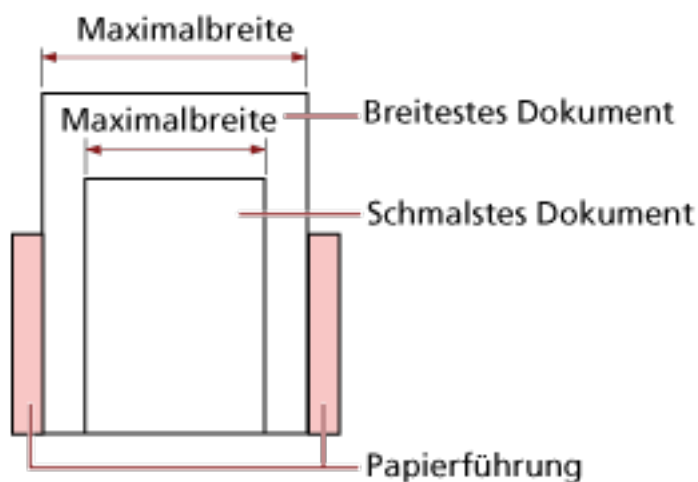 Maximalbreite
Breitestes Dokument
Maximalbreite
Schmalstes Dokument
Papierführung